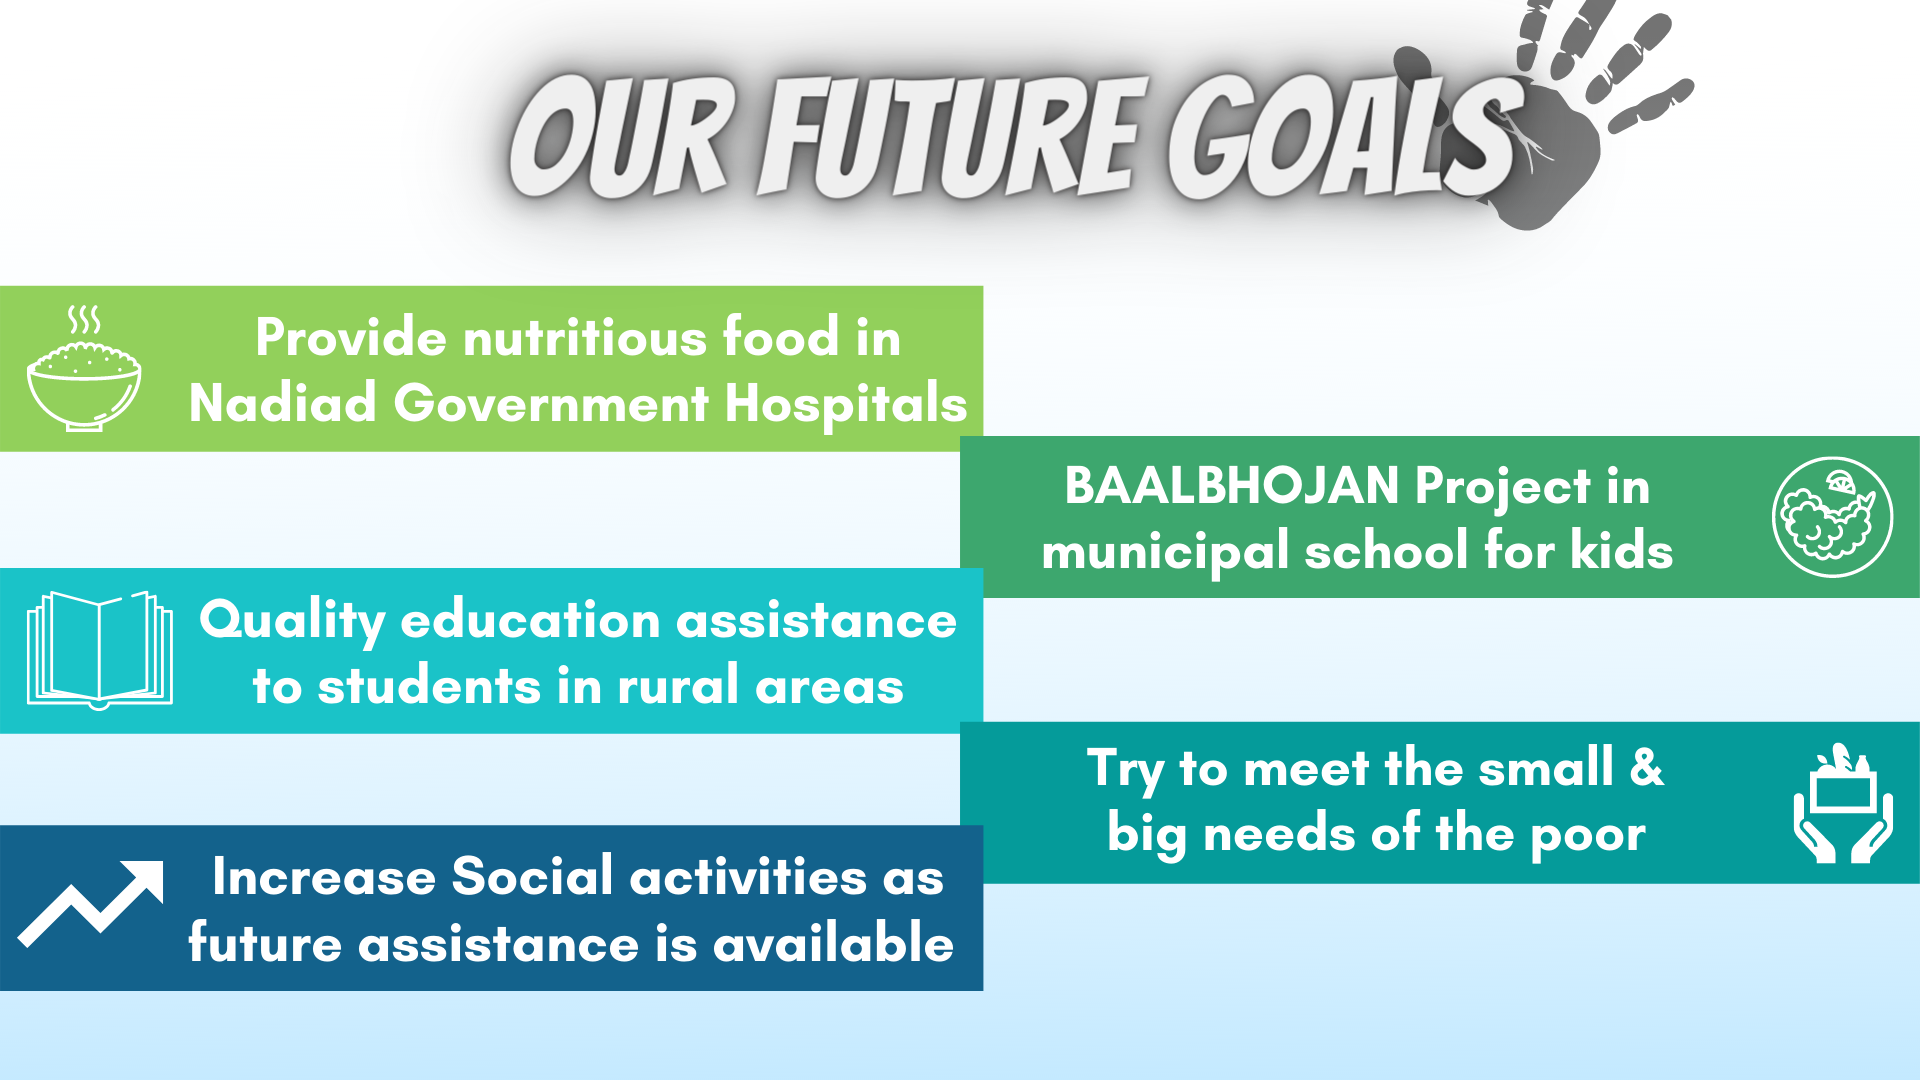 OUR FUTURE GOALS
Provide nutritious food in
Nadiad Government Hospitals
BAALBHOJAN Project in
municipal school for kids
Quality education assistance
to students in rural areas
Try to meet the small &
big needs of the poor
Increase Social activities as
future assistance is available